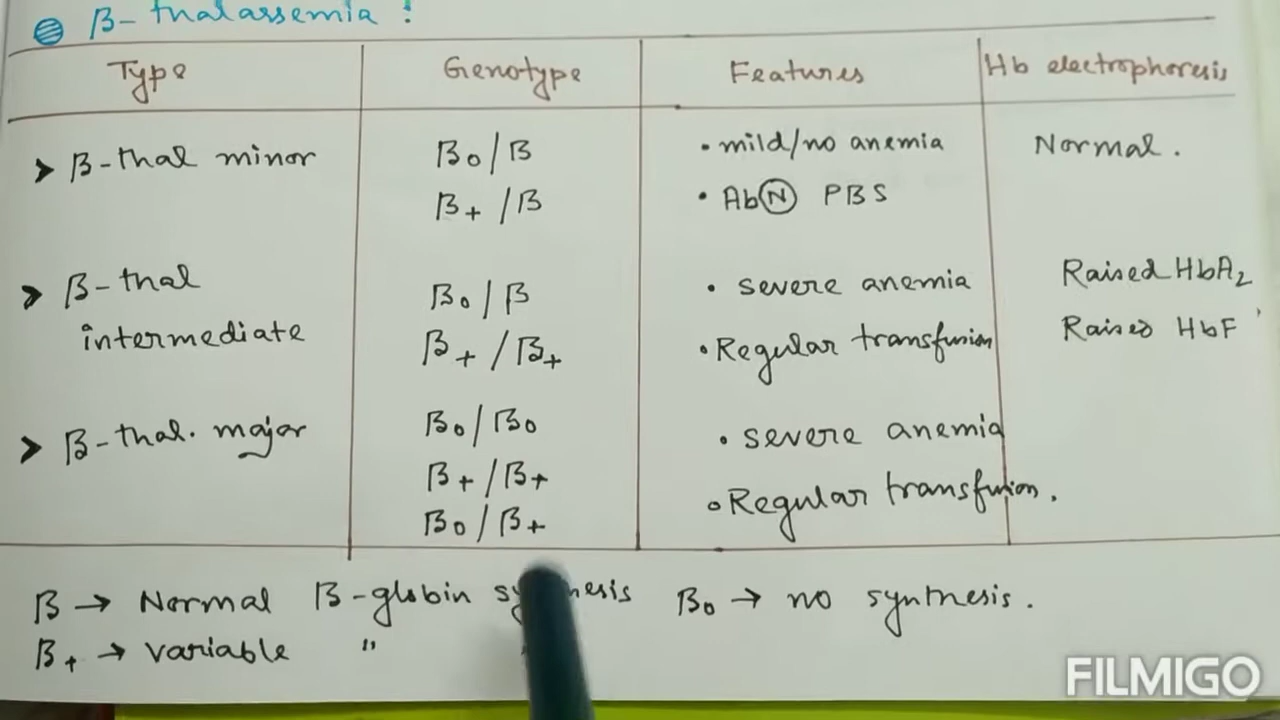 β-thalassemia :
Type Genotype Features Hb electrophoresis
β-thal minor β₀/β • mild/no anemia Normal.
β₊/β • Ab(N) PBS
β-thal β₀/β • severe anemia Raised HbA₂
intermediate β₊/β₊ • Regular transfusion Raised HbF
β-thal. major β₀/β₀ • severe anemia
β₊/β₊ • Regular transfusion.
β₀/β₊
β → Normal β-globin β₀ → no synthesis.
β₊ → variable "
FILMIGO